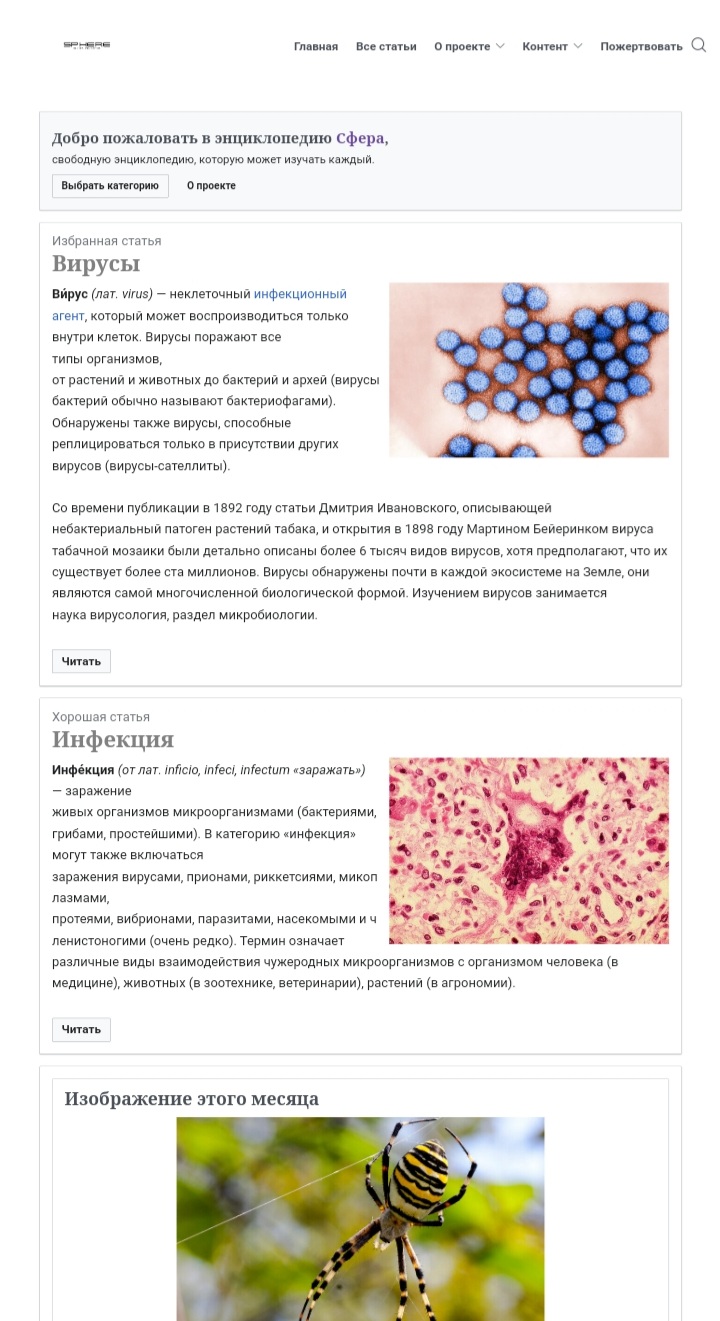 SPHERE
Главная Все статьи О проекте Контент Пожертвовать
Добро пожаловать в энциклопедию Сфера,
свободную энциклопедию, которую может изучать каждый.
Выбрать категорию О проекте
Избранная статья
Вирусы
Ви́рус (лат. virus) — неклеточный инфекционный
агент, который может воспроизводиться только
внутри клеток. Вирусы поражают все
типы организмов,
от растений и животных до бактерий и архей (вирусы
бактерий обычно называют бактериофагами).
Обнаружены также вирусы, способные
реплицироваться только в присутствии других
вирусов (вирусы-сателлиты).
Со времени публикации в 1892 году статьи Дмитрия Ивановского, описывающей
небактериальный патоген растений табака, и открытия в 1898 году Мартином Бейеринком вируса
табачной мозаики были детально описаны более 6 тысяч видов вирусов, хотя предполагают, что их
существует более ста миллионов. Вирусы обнаружены почти в каждой экосистеме на Земле, они
являются самой многочисленной биологической формой. Изучением вирусов занимается
наука вирусология, раздел микробиологии.
Читать
Хорошая статья
Инфекция
Инфе́кция (от лат. inficio, infeci, infectum «заражать»)
— заражение
живых организмов микроорганизмами (бактериями,
грибами, простейшими). В категорию «инфекция»
могут также включаться
заражения вирусами, прионами, риккетсиями, микоп
лазмами,
протеями, вибрионами, паразитами, насекомыми и ч
ленистоногими (очень редко). Термин означает
различные виды взаимодействия чужеродных микроорганизмов с организмом человека (в
медицине), животных (в зоотехнике, ветеринарии), растений (в агрономии).
Читать
Изображение этого месяца